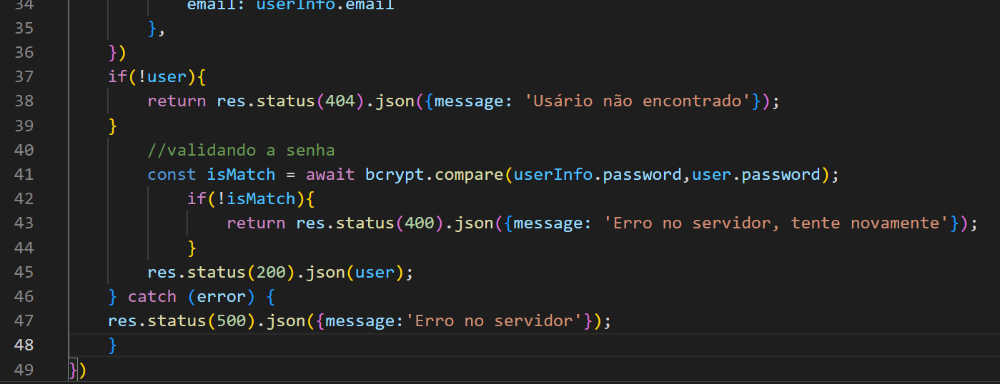 34 email: userInfo.email
35 },
36 })
37 if(!user){
38 return res.status(404).json({message: 'Usário não encontrado'});
39 }
40 //validando a senha
41 const isMatch = await bcrypt.compare(userInfo.password,user.password);
42 if(!isMatch){
43 return res.status(400).json({message: 'Erro no servidor, tente novamente'});
44 }
45 res.status(200).json(user);
46 } catch (error) {
47 res.status(500).json({message:'Erro no servidor'});
48 }
49 })